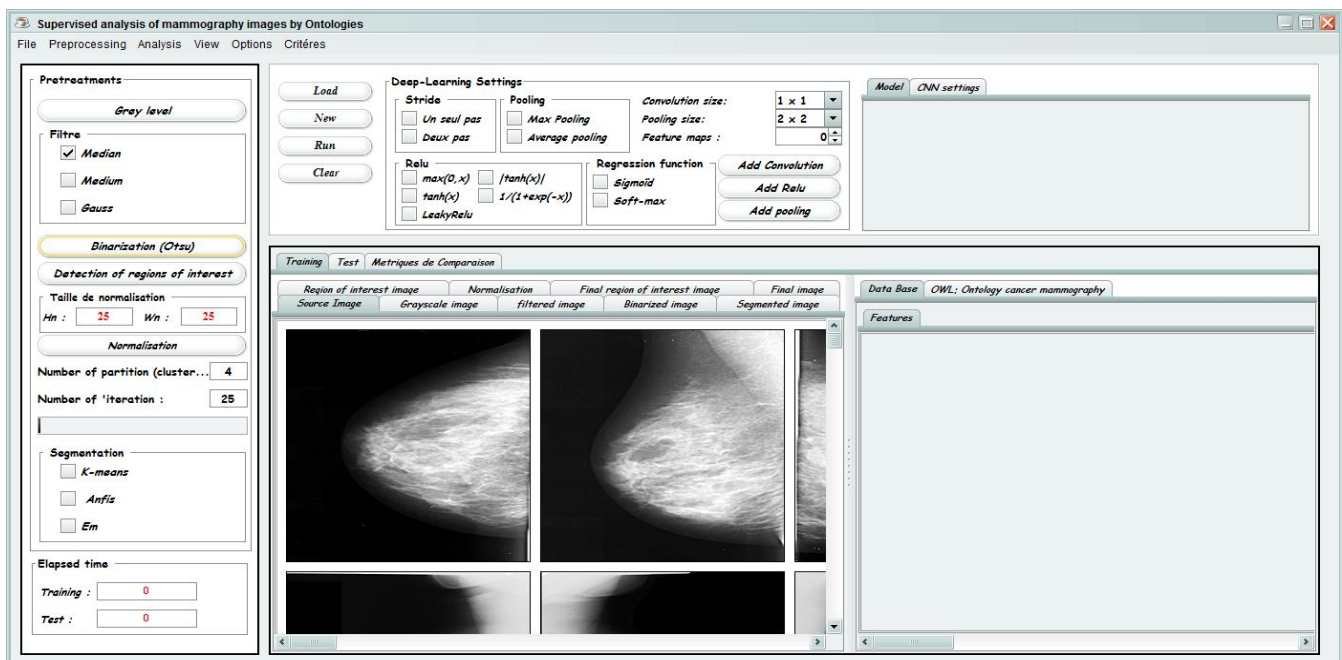 Supervised analysis of mammography images by Ontologies
File Preprocessing Analysis View Options Critéres
Pretreatments
Grey level
Filtre
Median
Medium
Gauss
Binarization (Otsu)
Detection of regions of interest
Taille de normalisation
Hn : 25 Wn : 25
Normalisation
Number of partition (cluster... 4
Number of 'iteration : 25
Segmentation
K-means
Anfis
Em
Elapsed time
Training : 0
Test : 0
Load
New
Run
Clear
Deep-Learning Settings
Stride
Un seul pas
Deux pas
Pooling
Max Pooling
Average pooling
Convolution size: 1 x 1
Pooling size: 2 x 2
Feature maps : 0
Relu
max(0,x) |tanh(x)|
tanh(x) 1/(1+exp(-x))
LeakyRelu
Regression function
Sigmoïd
Soft-max
Add Convolution
Add Relu
Add pooling
Model CNN settings
Training Test Metriques de Comparaison
Region of interest image Normalisation Final region of interest image Final image
Source Image Grayscale image filtered image Binarized image Segmented image
Data Base OWL; Ontology cancer mammography
Features